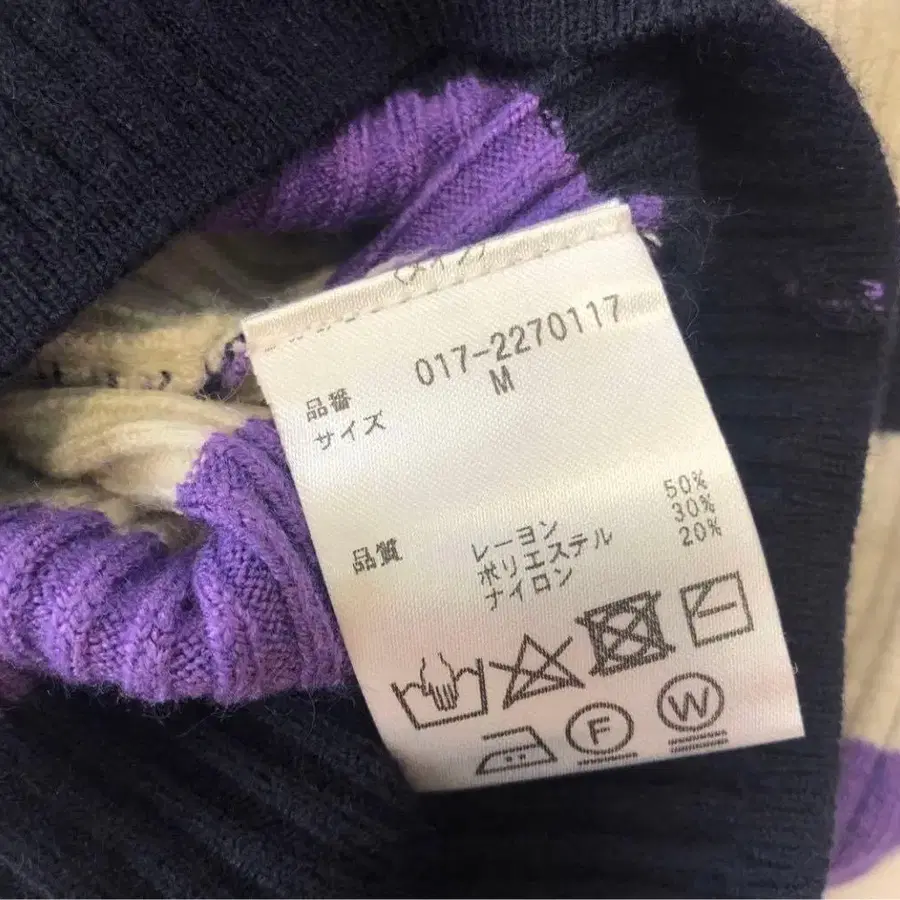 品番 017-2270117
サイズ M
品質 レーヨン 50%
ポリエステル 30%
ナイロン 20%
F
W